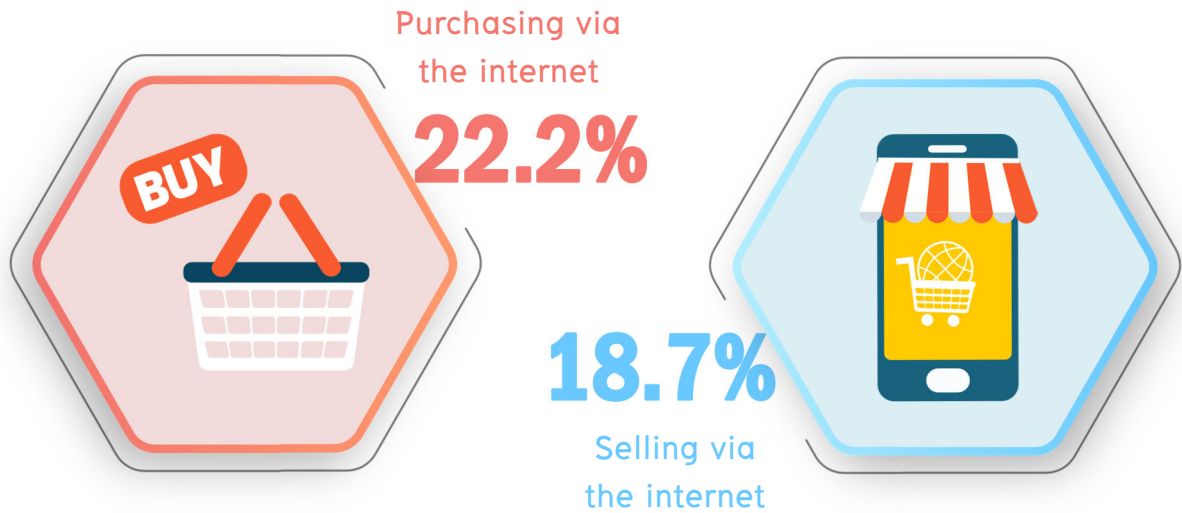 Purchasing via
the internet
22.2%
BUY
18.7%
Selling via
the internet